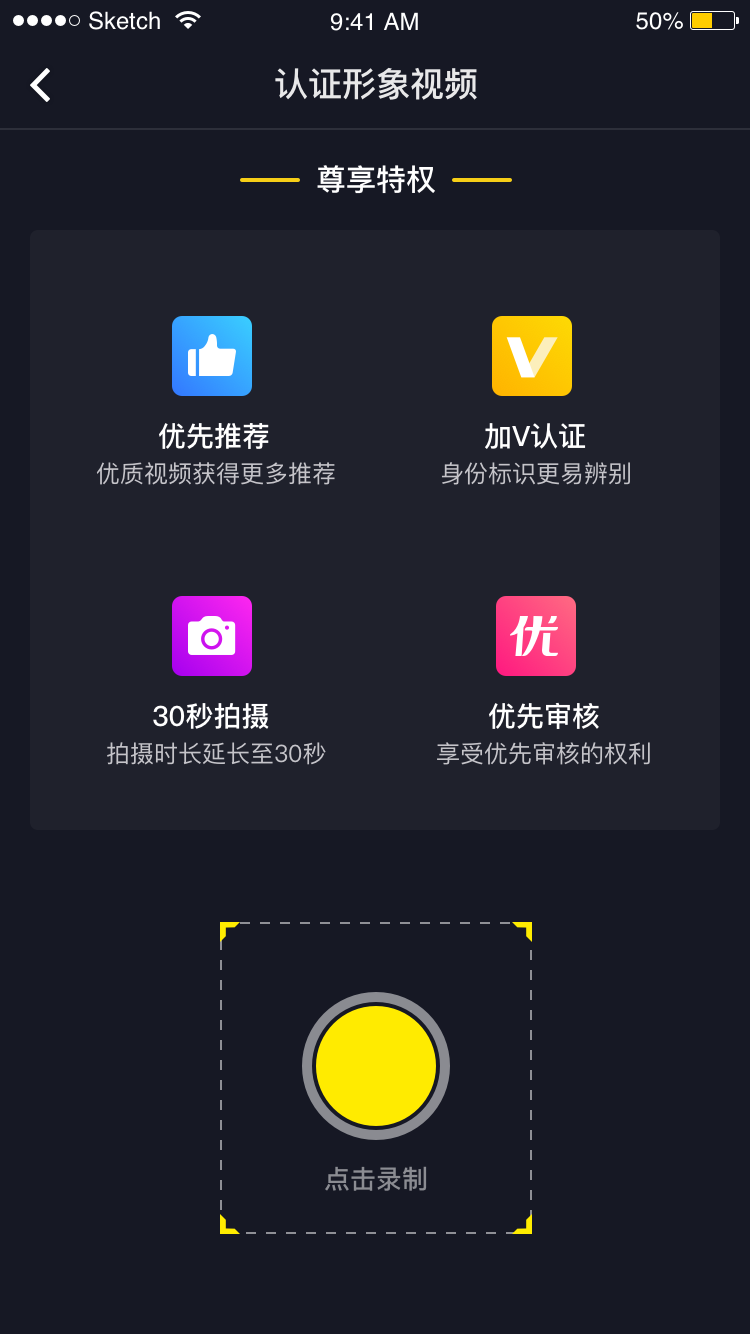 Sketch 9:41 AM 50%
认证形象视频
尊享特权
V
优先推荐 加V认证
优质视频获得更多推荐 身份标识更易辨别
优
30秒拍摄 优先审核
拍摄时长延长至30秒 享受优先审核的权利
点击录制